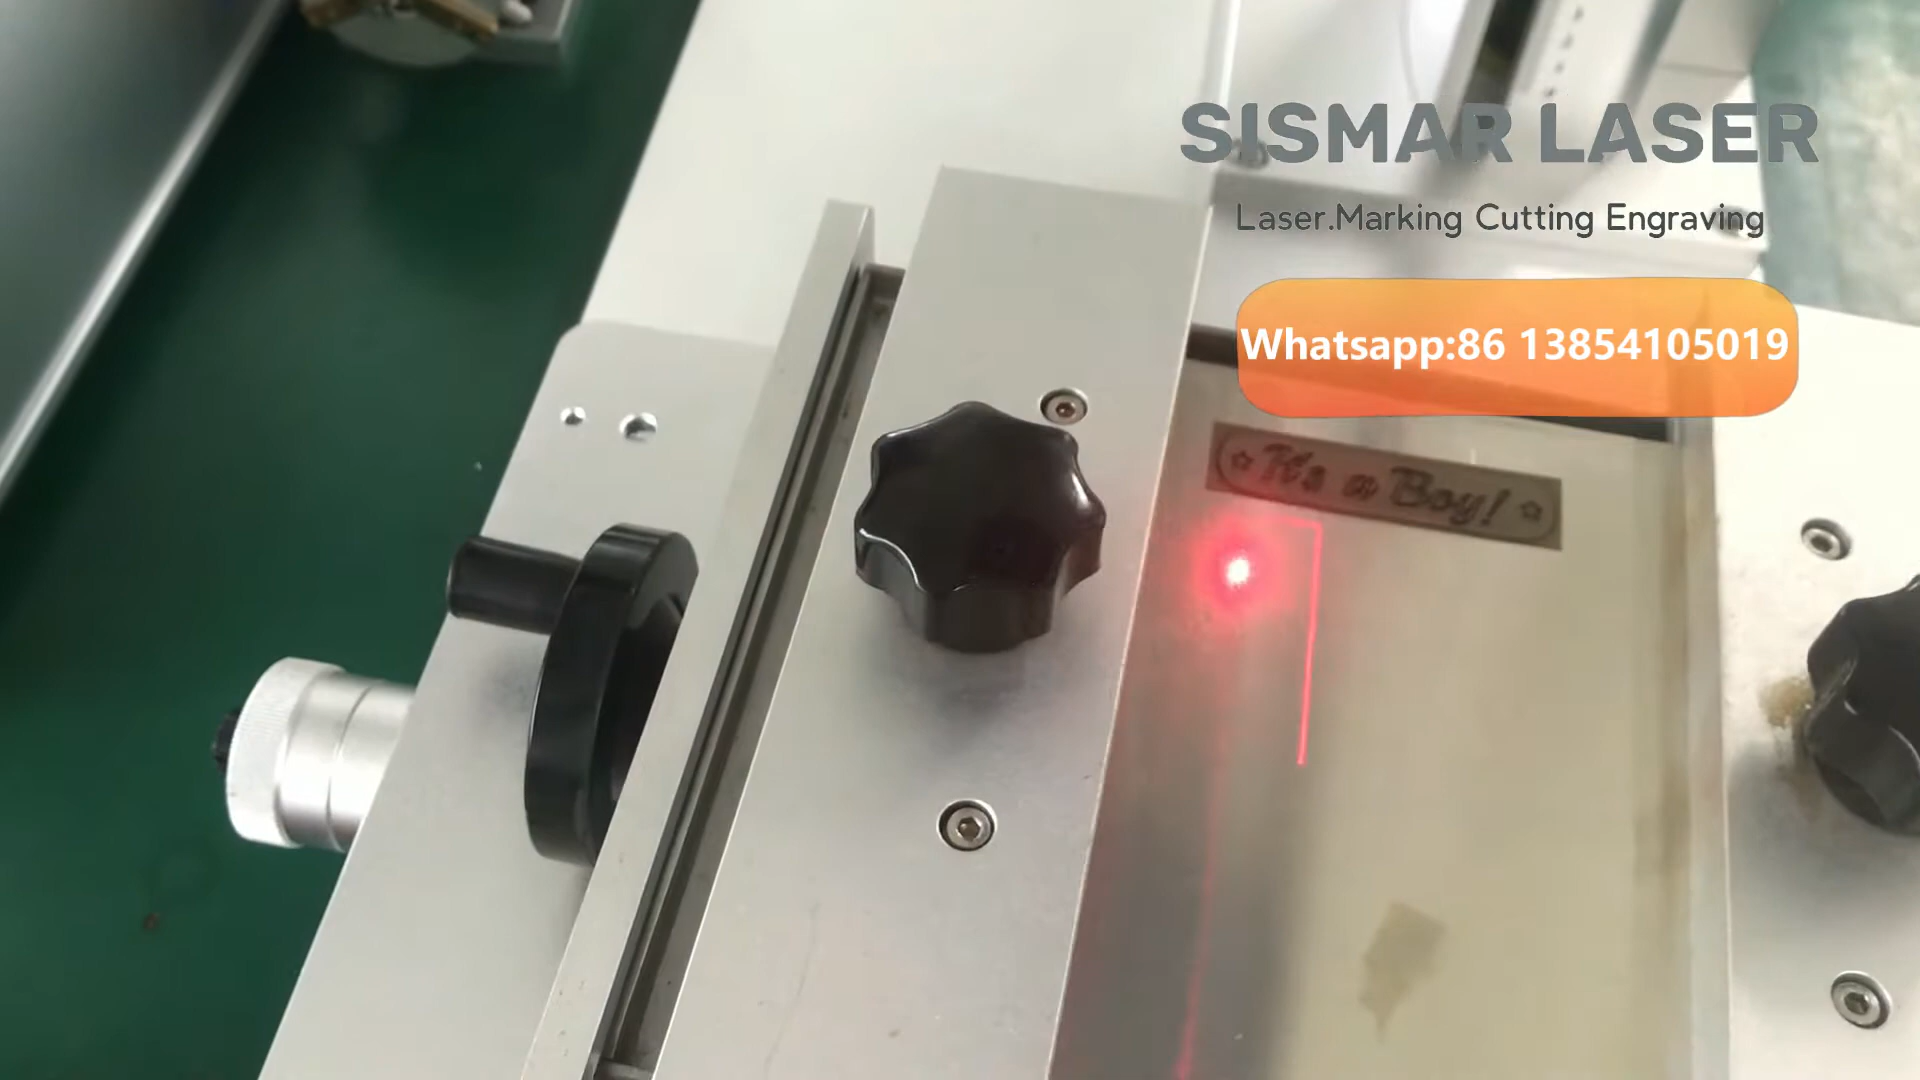 SISMAR LASER
Laser.Marking Cutting Engraving
Whatsapp:86 13854105019
It's a Boy!